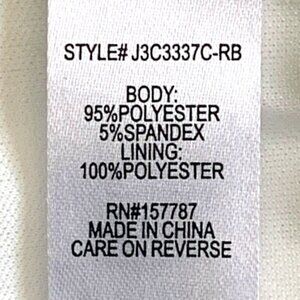 STYLE# J3C3337C-RB
BODY:
95%POLYESTER
5%SPANDEX
LINING:
100%POLYESTER
RN#157787
MADE IN CHINA
CARE ON REVERSE